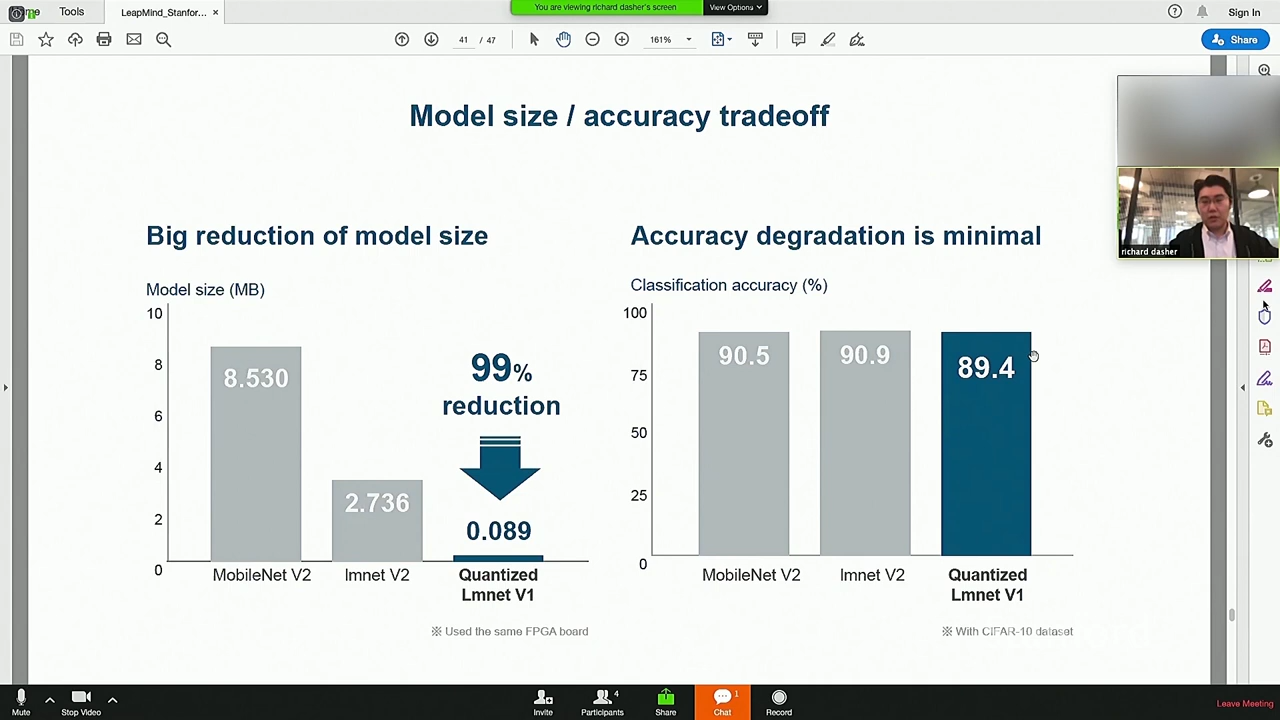 Tools
LeapMind_Stanfor... ×
You are viewing richard dasher's screen
View Options
Sign In
41 / 47
161%
Share
Model size / accuracy tradeoff
richard dasher
Big reduction of model size
Model size (MB)
10
8
6
4
2
0
8.530
2.736
99%
reduction
0.089
MobileNet V2
lmnet V2
Quantized
Lmnet V1
※ Used the same FPGA board
Accuracy degradation is minimal
Classification accuracy (%)
100
75
50
25
0
90.5
90.9
89.4
MobileNet V2
lmnet V2
Quantized
Lmnet V1
※ With CIFAR-10 dataset
Mute
Stop Video
Invite
Participants
4
Share
Chat
1
Record
Leave Meeting